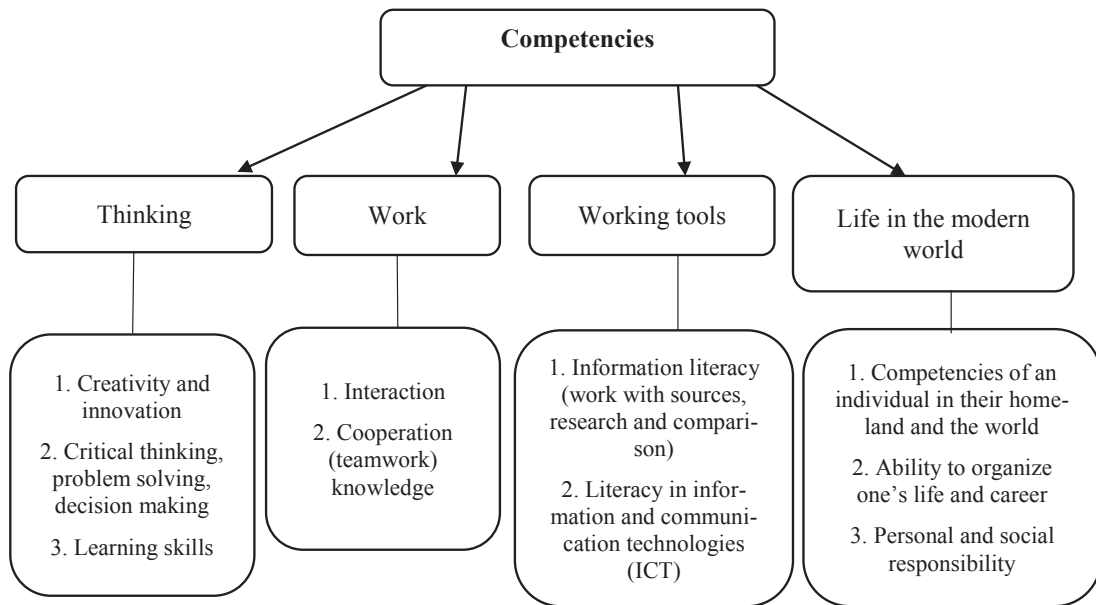 Competencies
Thinking
Work
Working tools
Life in the modern
world
1. Creativity and
innovation
2. Critical thinking,
problem solving,
decision making
3. Learning skills
1. Interaction
2. Cooperation
(teamwork)
knowledge
1. Information literacy
(work with sources,
research and compari-
son)
2. Literacy in infor-
mation and communi-
cation technologies
(ICT)
1. Competencies of an
individual in their home-
land and the world
2. Ability to organize
one’s life and career
3. Personal and social
responsibility